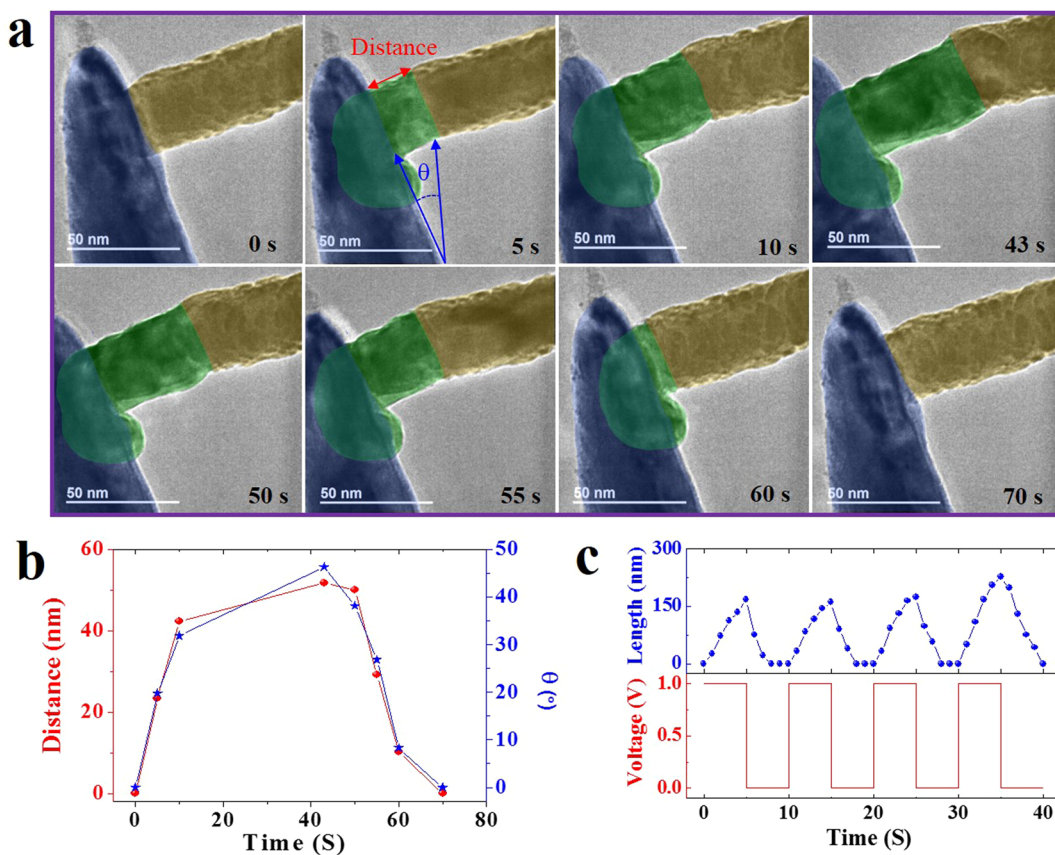 a
Distance
θ
50 nm
0 s
50 nm
5 s
50 nm
10 s
50 nm
43 s
50 nm
50 s
50 nm
55 s
50 nm
60 s
50 nm
70 s
b
60
40
20
0
Distance (nm)
50
40
30
20
10
0
θ (°)
0 20 40 60 80
Time (S)
c
300
150
0
Length (nm)
1.0
0.5
0.0
Voltage (V)
0 10 20 30 40
Time (S)